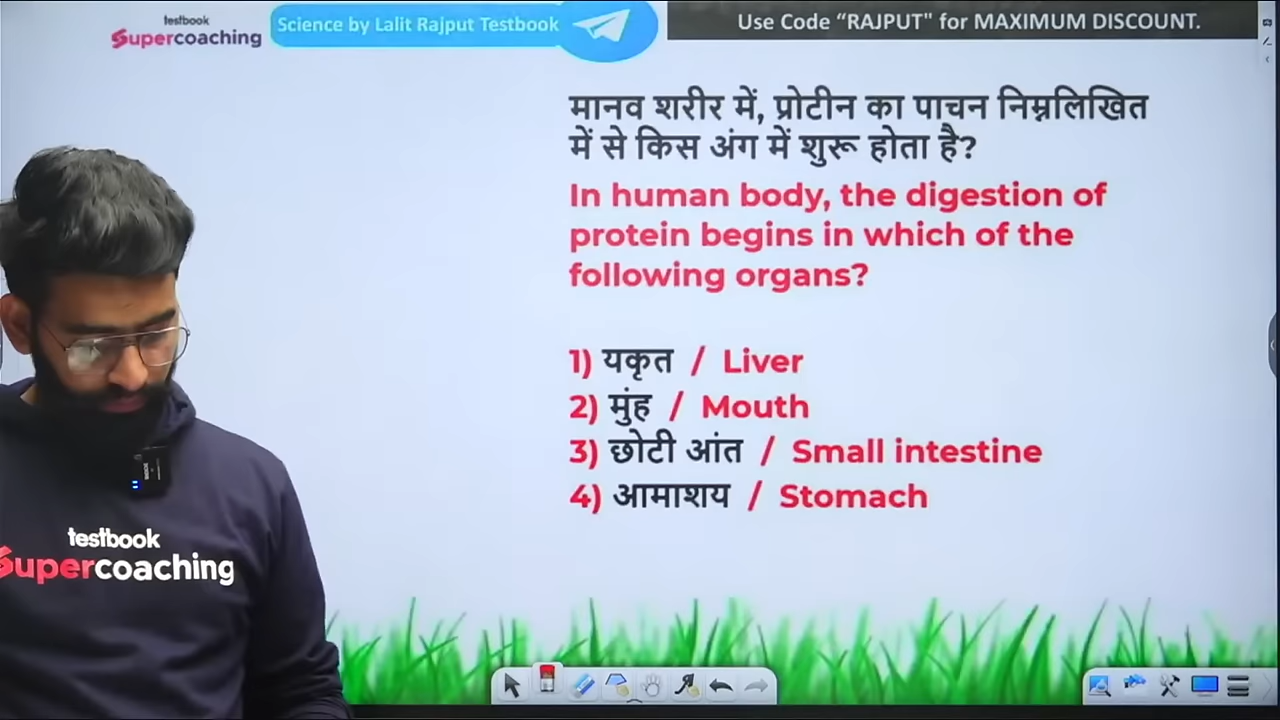 testbook
Supercoaching
Science by Lalit Rajput Testbook
Use Code “RAJPUT" for MAXIMUM DISCOUNT.
मानव शरीर में, प्रोटीन का पाचन निम्नलिखित
में से किस अंग में शुरू होता है?
In human body, the digestion of
protein begins in which of the
following organs?
1) यकृत / Liver
2) मुंह / Mouth
3) छोटी आंत / Small intestine
4) आमाशय / Stomach
testbook
Supercoaching